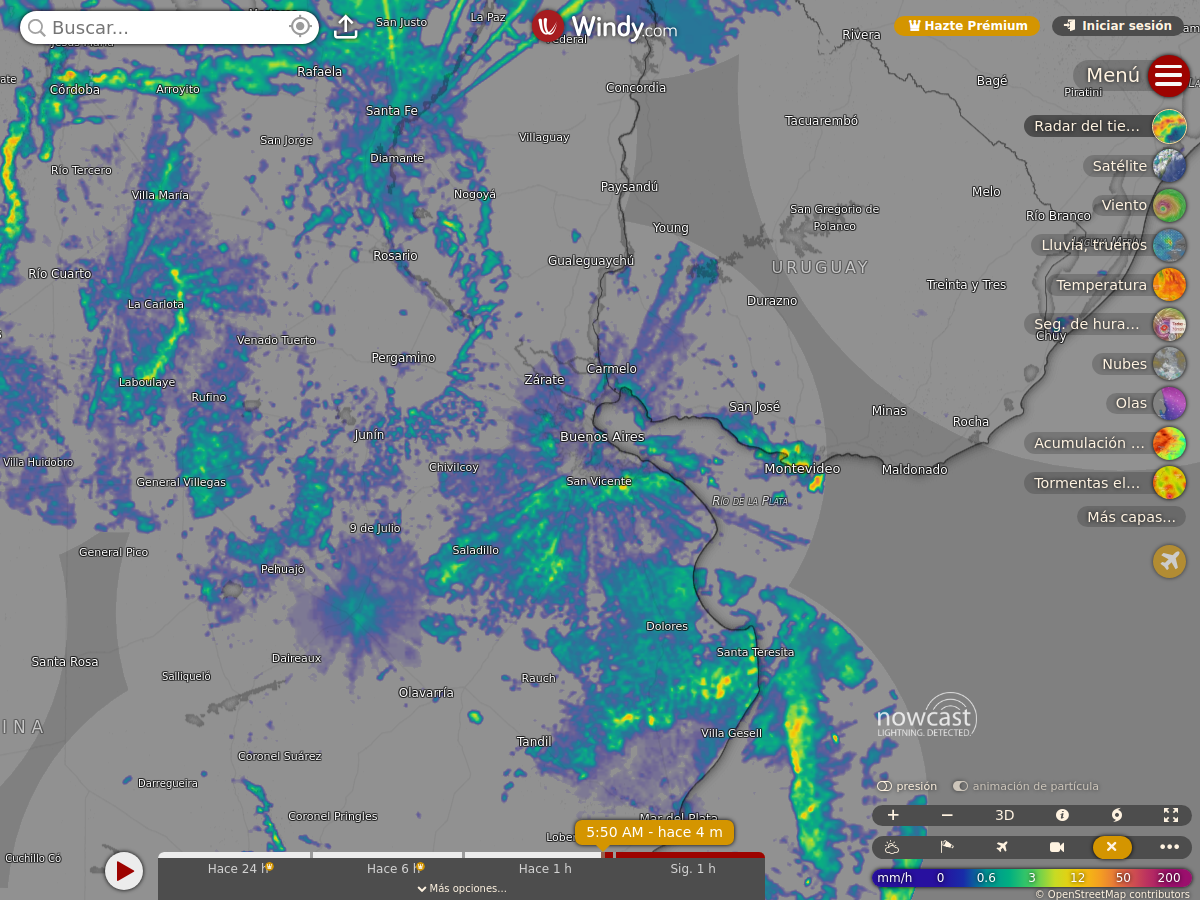 Buscar...
Windy.com
Hazte Prémium
Iniciar sesión
Menú
Radar del tie...
Satélite
Viento
Lluvia, truenos
Temperatura
Seg. de hura...
Nubes
Olas
Acumulación ...
Tormentas el...
Más capas...
San Justo
La Paz
Federal
Rivera
Rafaela
Concordia
Bagé
Piratini
Córdoba
Arroyito
Santa Fe
Tacuarembó
San Jorge
Villaguay
Diamante
Río Tercero
Villa María
Nogoyá
Paysandú
Melo
San Gregorio de
Polanco
Río Branco
Young
Rosario
Gualeguaychú
URUGUAY
Río Cuarto
La Carlota
Durazno
Treinta y Tres
Venado Tuerto
Chuy
Pergamino
Carmelo
Zárate
Laboulaye
Rufino
San José
Minas
Rocha
Junín
Buenos Aires
Villa Huidobro
Chivilcoy
Montevideo
Maldonado
General Villegas
San Vicente
Río de la Plata
9 de Julio
General Pico
Saladillo
Pehuajó
Dolores
Santa Rosa
Daireaux
Santa Teresita
Salliqueló
Rauch
Olavarría
INA
Tandil
Villa Gesell
Coronel Suárez
Darregueira
Coronel Pringles
Mar del Plata
Cuchillo Có
nowcast
LIGHTNING. DETECTED.
presión
animación de partícula
+ − 3D
5:50 AM - hace 4 m
Hace 24 h
Hace 6 h
Hace 1 h
Sig. 1 h
Más opciones...
mm/h 0 0.6 3 12 50 200
© OpenStreetMap contributors